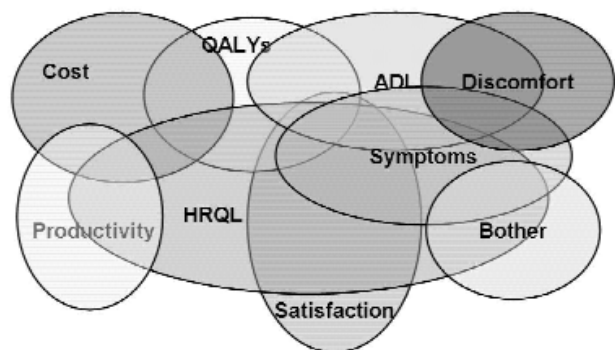 QALYs
Cost
ADL
Discomfort
Symptoms
HRQL
Productivity
Bother
Satisfaction